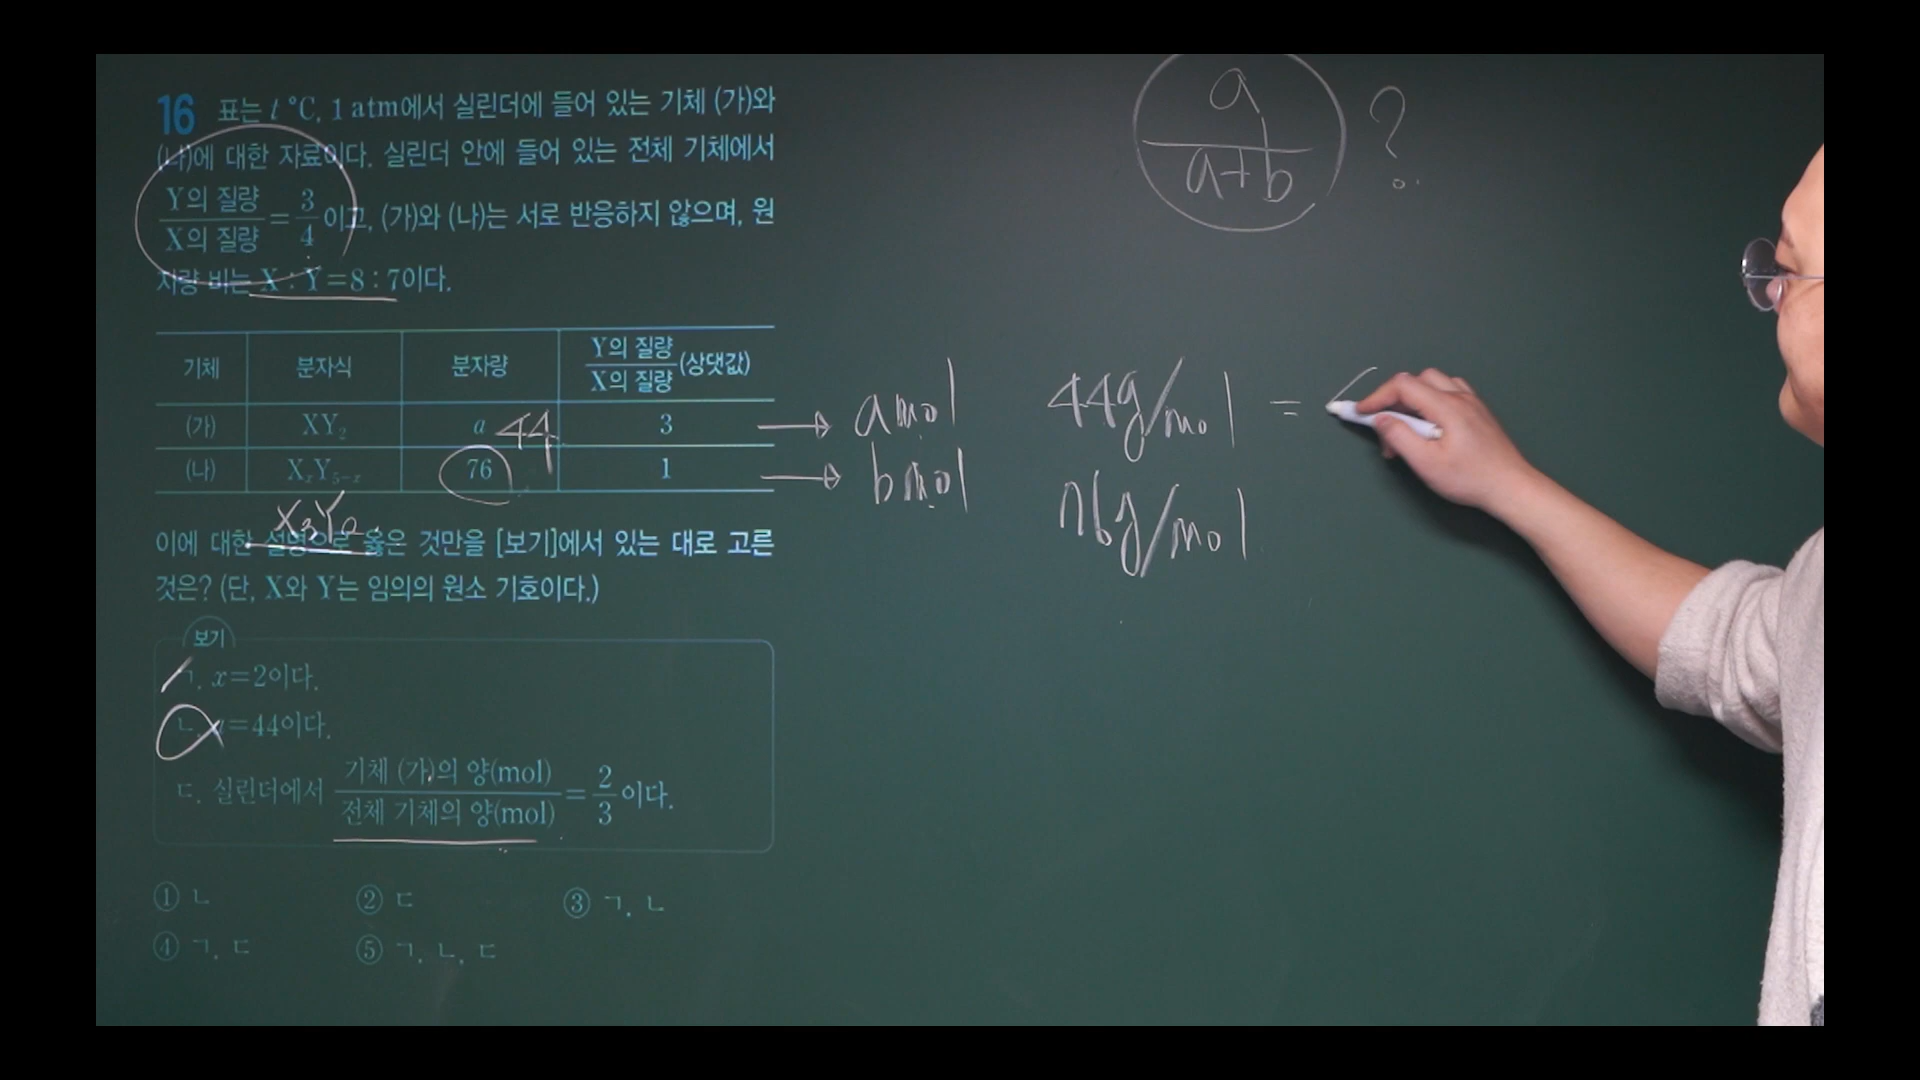 16 표는 t ℃, 1 atm에서 실린더에 들어 있는 기체 (가)와
(나)에 대한 자료이다. 실린더 안에 들어 있는 전체 기체에서
Y의 질량/X의 질량 = 3/4 이고, (가)와 (나)는 서로 반응하지 않으며, 원
자량 비는 X : Y=8 : 7이다.
기체 분자식 분자량 Y의 질량/X의 질량 (상댓값)
(가) XY₂ a 44 3
(나) XₓY₅₋ₓ 76 1
X₃Y₂
이에 대한 설명으로 옳은 것만을 [보기]에서 있는 대로 고른
것은? (단, X와 Y는 임의의 원소 기호이다.)
보기
ㄱ. x=2이다.
ㄴ. a=44이다.
ㄷ. 실린더에서 기체 (가)의 양(mol)/전체 기체의 양(mol) = 2/3 이다.
① ㄴ ② ㄷ ③ ㄱ, ㄴ
④ ㄱ, ㄷ ⑤ ㄱ, ㄴ, ㄷ
a/a+b ?
a mol 44g/mol =
b mol 76g/mol